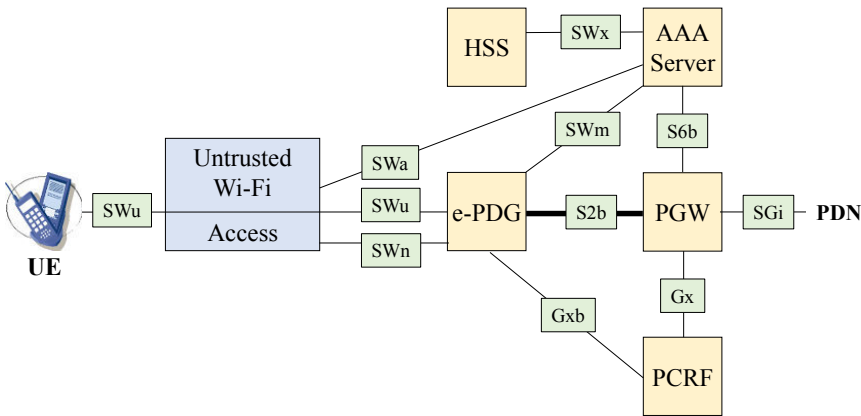 HSS
SWx
AAA
Server
SWm
S6b
Untrusted
Wi-Fi
Access
SWa
SWu
SWu
SWn
e-PDG
S2b
PGW
SGi
PDN
UE
Gxb
Gx
PCRF